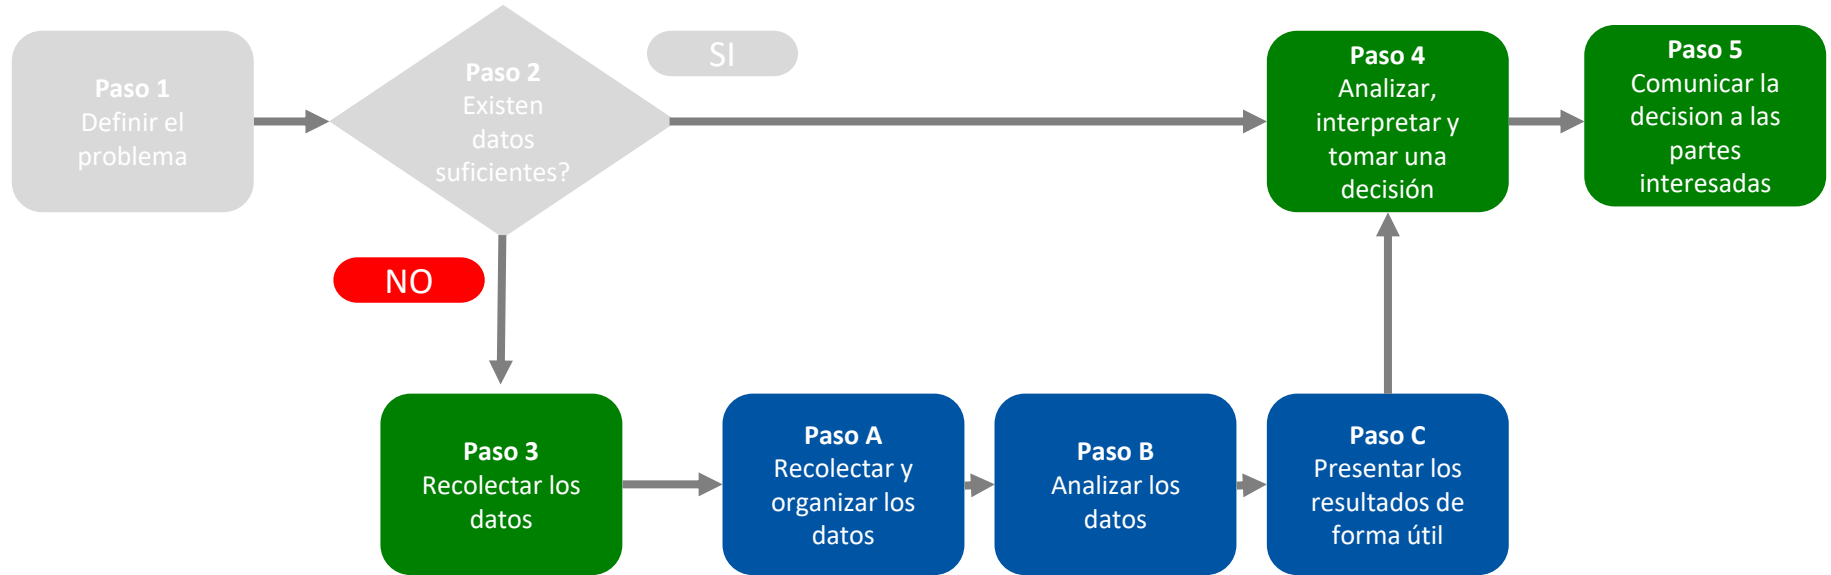 Paso 1
Definir el
problema
Paso 2
Existen
datos
suficientes?
SI
Paso 4
Analizar,
interpretar y
tomar una
decisión
Paso 5
Comunicar la
decision a las
partes
interesadas
NO
Paso 3
Recolectar los
datos
Paso A
Recolectar y
organizar los
datos
Paso B
Analizar los
datos
Paso C
Presentar los
resultados de
forma útil